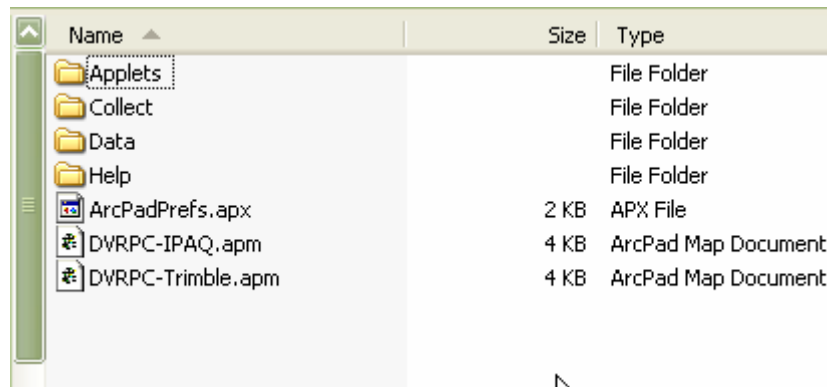 Name Size Type
Applets File Folder
Collect File Folder
Data File Folder
Help File Folder
ArcPadPrefs.apx 2 KB APX File
DVRPC-IPAQ.apm 4 KB ArcPad Map Document
DVRPC-Trimble.apm 4 KB ArcPad Map Document